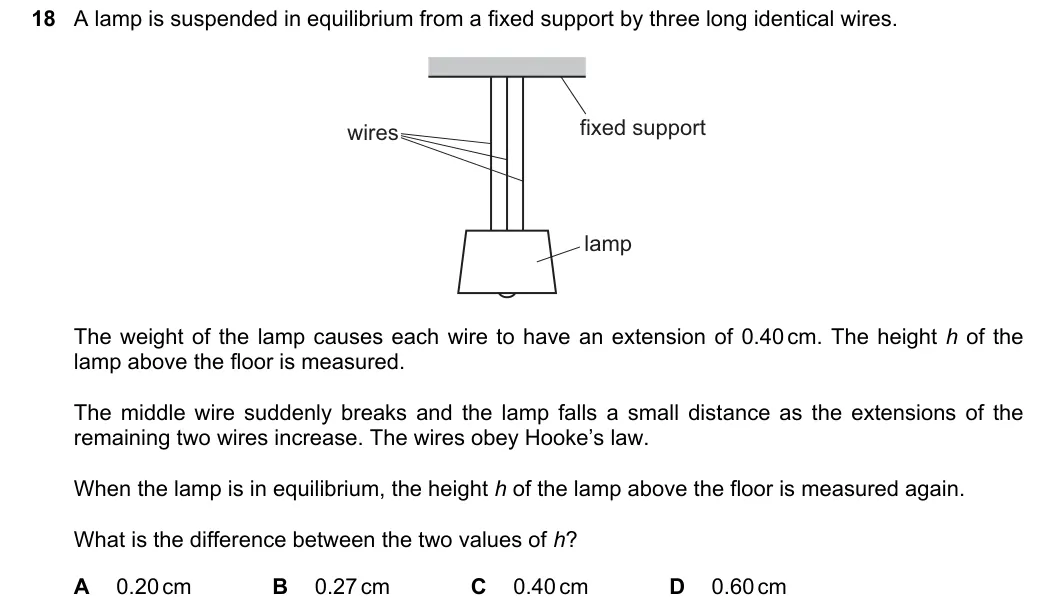 18 A lamp is suspended in equilibrium from a fixed support by three long identical wires.
wires
fixed support
lamp
The weight of the lamp causes each wire to have an extension of 0.40 cm. The height h of the
lamp above the floor is measured.
The middle wire suddenly breaks and the lamp falls a small distance as the extensions of the
remaining two wires increase. The wires obey Hooke's law.
When the lamp is in equilibrium, the height h of the lamp above the floor is measured again.
What is the difference between the two values of h?
A 0.20 cm B 0.27 cm C 0.40 cm D 0.60 cm